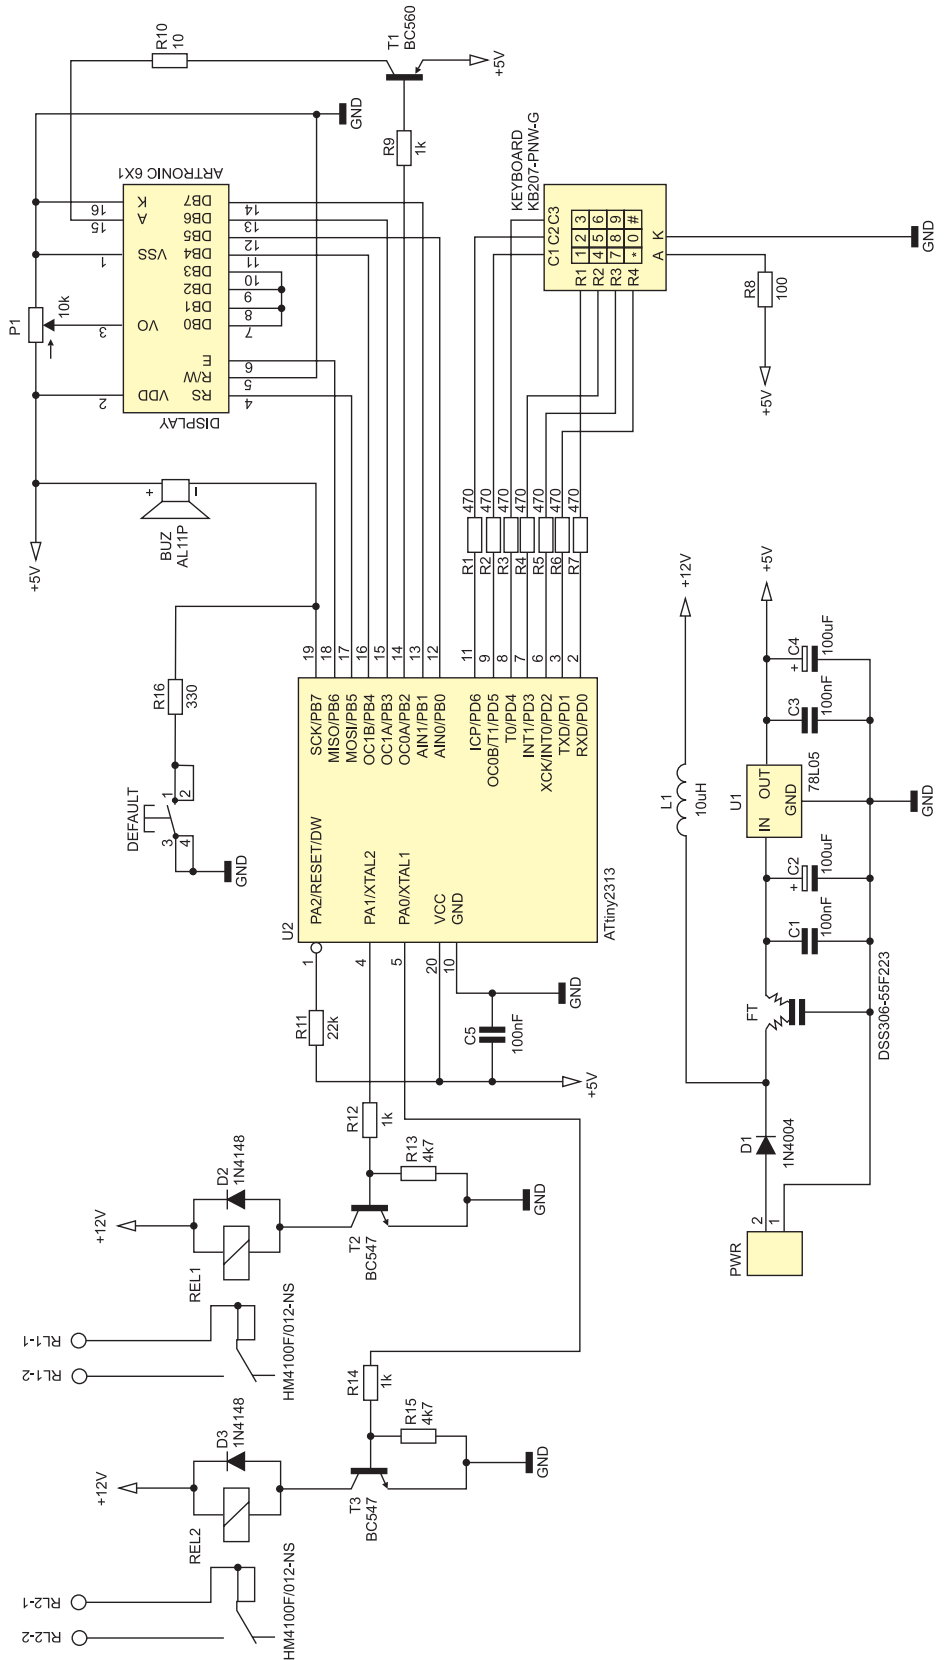 R10
10
T1
BC560
+5V
R9
1k
GND
ARTRONIC 6X1
DISPLAY
K
A
VSS
VO
VDD
16
15
1
3
2
DB7
DB6
DB5
DB4
DB3
DB2
DB1
DB0
E
R/W
RS
14
13
12
11
10
9
8
7
6
5
4
P1
10k
+5V
BUZ
AL11P
+
R16
330
DEFAULT
1
2
3
4
GND
KEYBOARD
KB207-PNW-G
C1 C2 C3
R1 1 2 3
R2 4 5 6
R3 7 8 9
R4 * 0 #
A K
GND
R8
100
+5V
R1 470
R2 470
R3 470
R4 470
R5 470
R6 470
R7 470
U2
ATtiny2313
PA2/RESET/DW
PA1/XTAL2
PA0/XTAL1
VCC
GND
1
4
5
20
10
SCK/PB7
MISO/PB6
MOSI/PB5
OC1B/PB4
OC1A/PB3
OC0A/PB2
AIN1/PB1
AIN0/PB0
ICP/PD6
OC0B/T1/PD5
T0/PD4
INT1/PD3
XCK/INT0/PD2
TXD/PD1
RXD/PD0
19
18
17
16
15
14
13
12
11
9
8
7
6
3
2
R11
22k
C5
100nF
GND
+5V
R12
1k
R13
4k7
T2
BC547
GND
D2
1N4148
REL1
+12V
HM4100F/012-NS
RL1-1
RL1-2
R14
1k
R15
4k7
T3
BC547
GND
D3
1N4148
REL2
+12V
HM4100F/012-NS
RL2-1
RL2-2
PWR
2
1
D1
1N4004
FT
DSS306-55F223
L1
10uH
+12V
C1
100nF
+
C2
100uF
U1
IN OUT
GND
78L05
C3
100nF
+
C4
100uF
+5V
GND